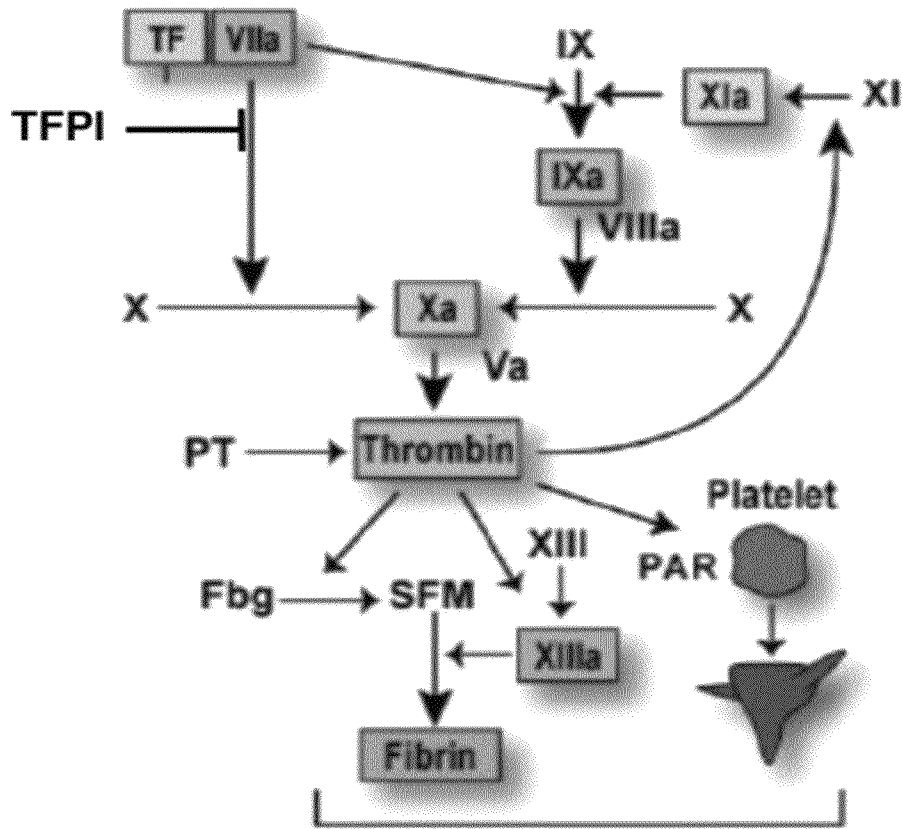 TF VIIa
IX
XIa
XI
TFPI
IXa
VIIIa
X
Xa
X
Va
PT
Thrombin
Platelet
XIII
PAR
Fbg
SFM
XIIIa
Fibrin